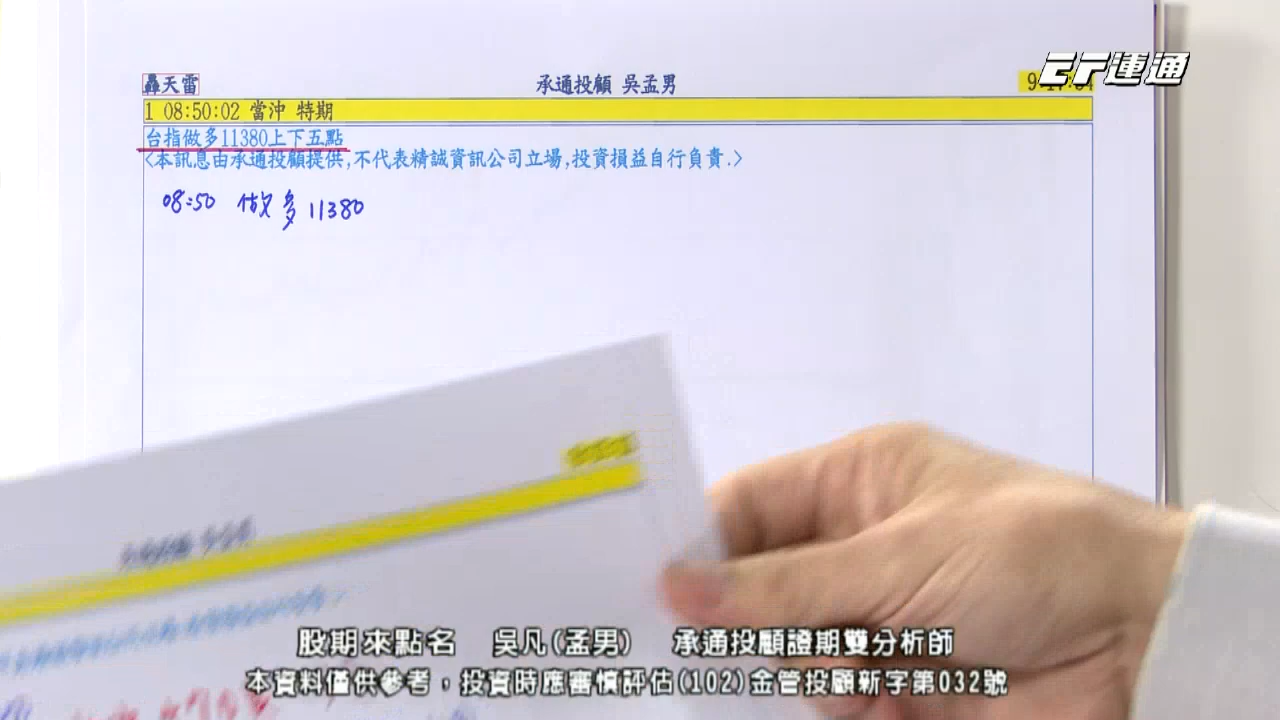 EF運通
轟天雷 承通投顧 吳孟男
1 08:50:02 當沖 特期
台指做多11380上下五點
<本訊息由承通投顧提供,不代表精誠資訊公司立場,投資損益自行負責.>
08:50 做多 11380
股期來點名 吳凡(孟男) 承通投顧證期雙分析師
本資料僅供參考，投資時應審慎評估(102)金管投顧新字第032號